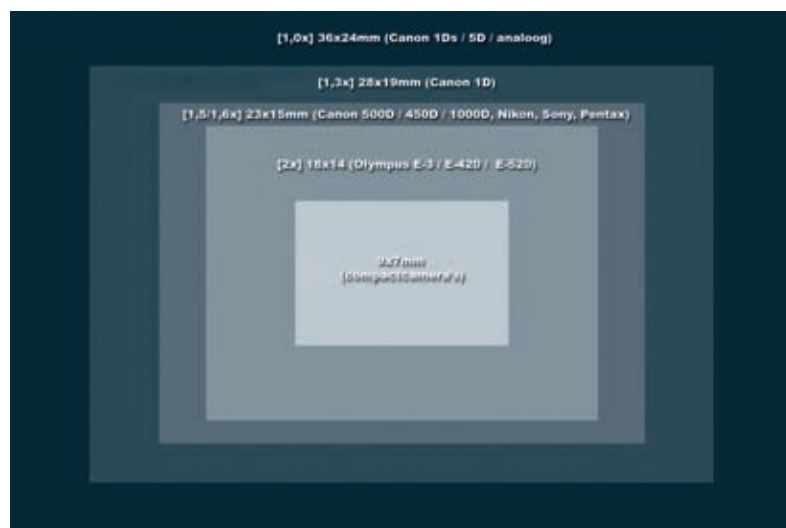 [1,0x] 36x24mm (Canon 1Ds / 5D / analoog)
[1,3x] 28x19mm (Canon 1D)
[1,5/1,6x] 23x15mm (Canon 500D / 450D / 1000D, Nikon, Sony, Pentax)
[2x] 18x14 (Olympus E-3 / E-420 / E-520)
9x7mm
(compactcamera's)